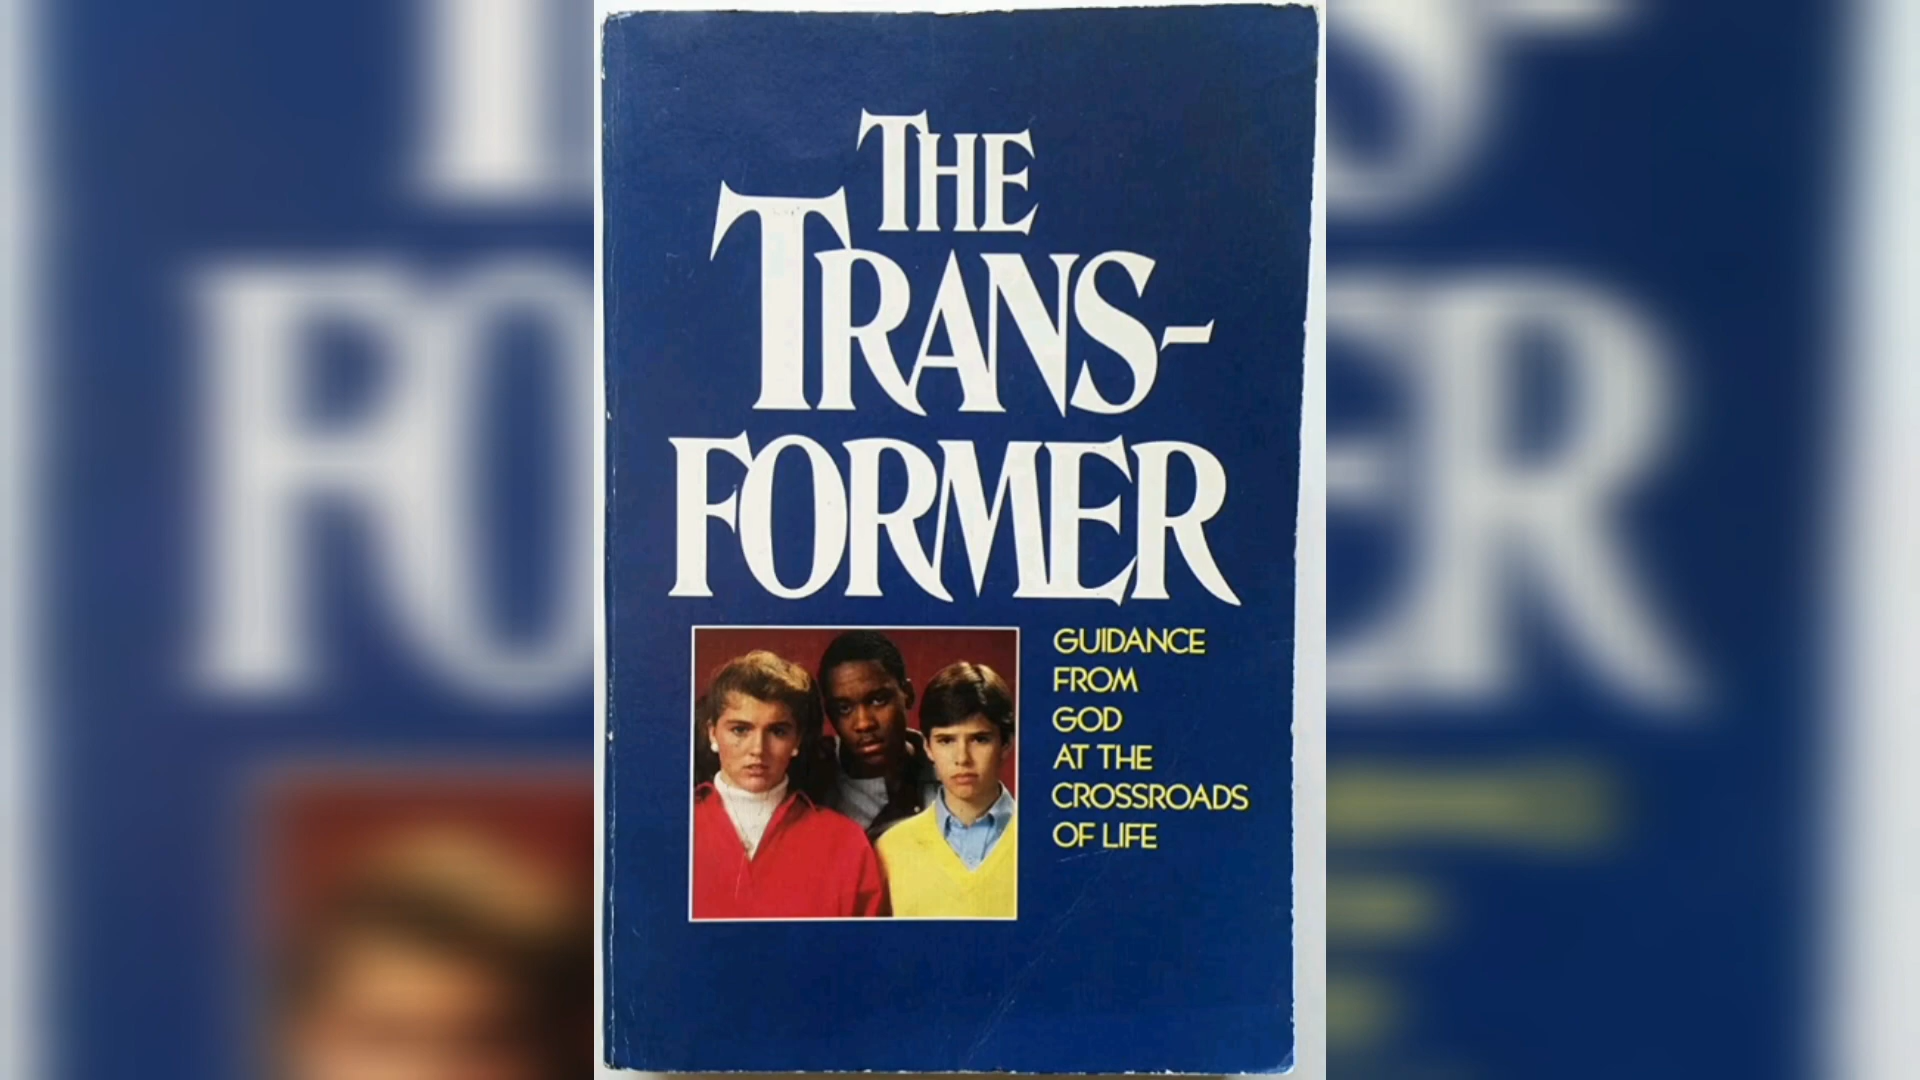 THE
TRANS-
FORMER
GUIDANCE
FROM
GOD
AT THE
CROSSROADS
OF LIFE